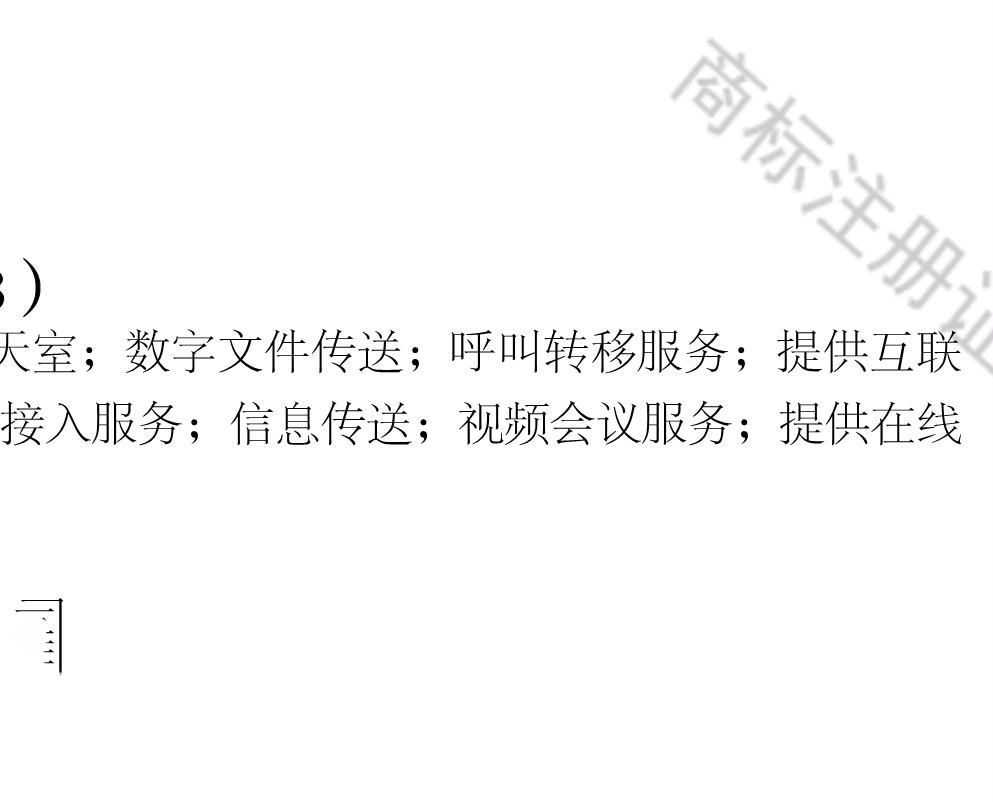 商标注册证
）
天室；数字文件传送；呼叫转移服务；提供互联
接入服务；信息传送；视频会议服务；提供在线